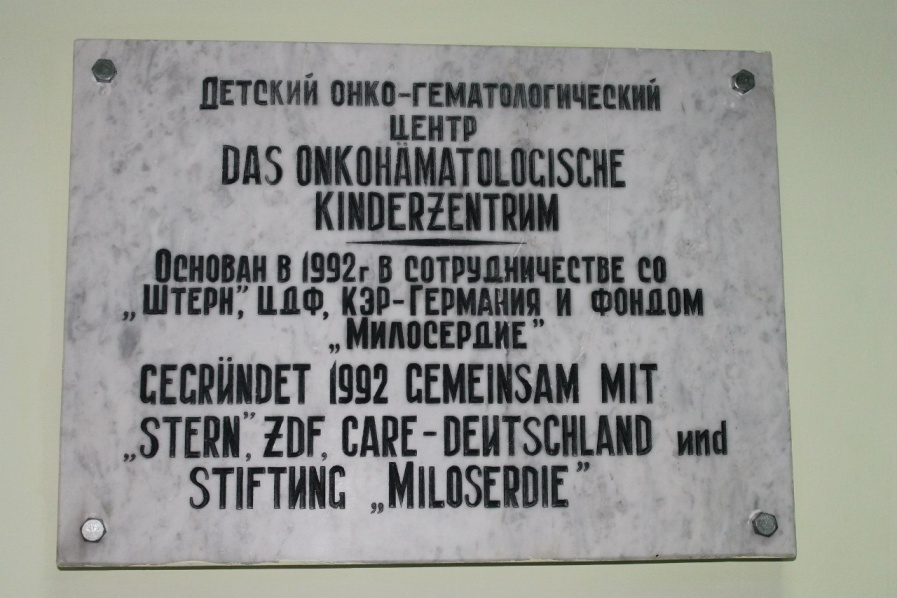 Детский онко-гематологический
центр
DAS ONKOHÄMATOLOGISCHE
KINDERZENTRUM
Основан в 1992г в сотрудничестве со
„Штерн”, ЦДФ, КЭР-Германия и фондом
„Милосердие”
GEGRÜNDET 1992 GEMEINSAM MIT
„STERN”, ZDF, CARE-DEUTSCHLAND und
STIFTUNG „MILOSERDIE”